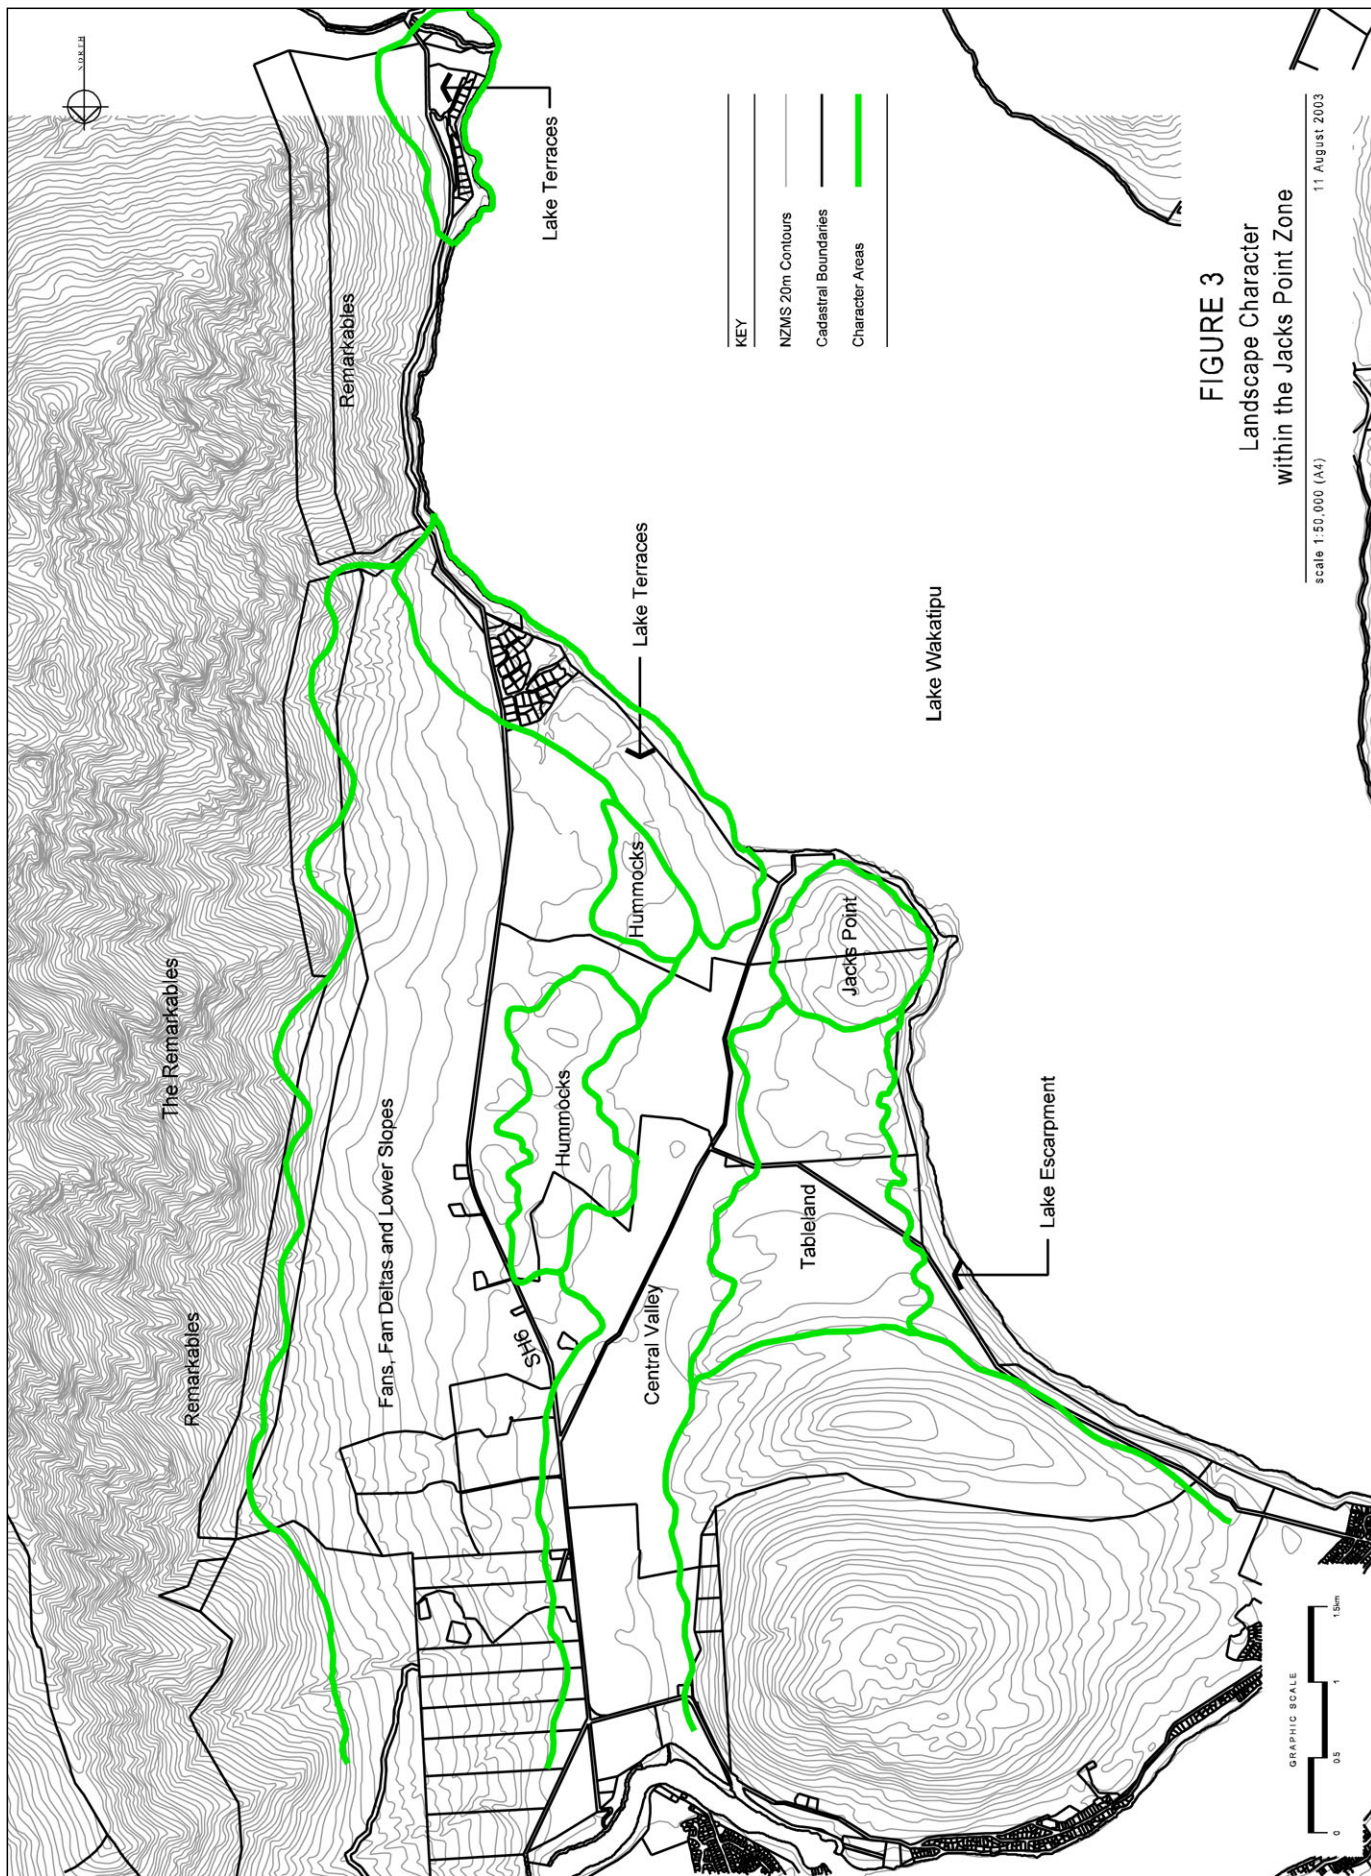 NORTH
Lake Terraces
Remarkables
KEY
NZMS 20m Contours
Cadastral Boundaries
Character Areas
FIGURE 3
Landscape Character
within the Jacks Point Zone
scale 1:50,000 (A4)
11 August 2003
Lake Terraces
Lake Wakatipu
Hummocks
Jacks Point
The Remarkables
Hummocks
Fans, Fan Deltas and Lower Slopes
Lake Escarpment
Tableland
Remarkables
SH6
Central Valley
GRAPHIC SCALE
0
0.5
1
1.5km